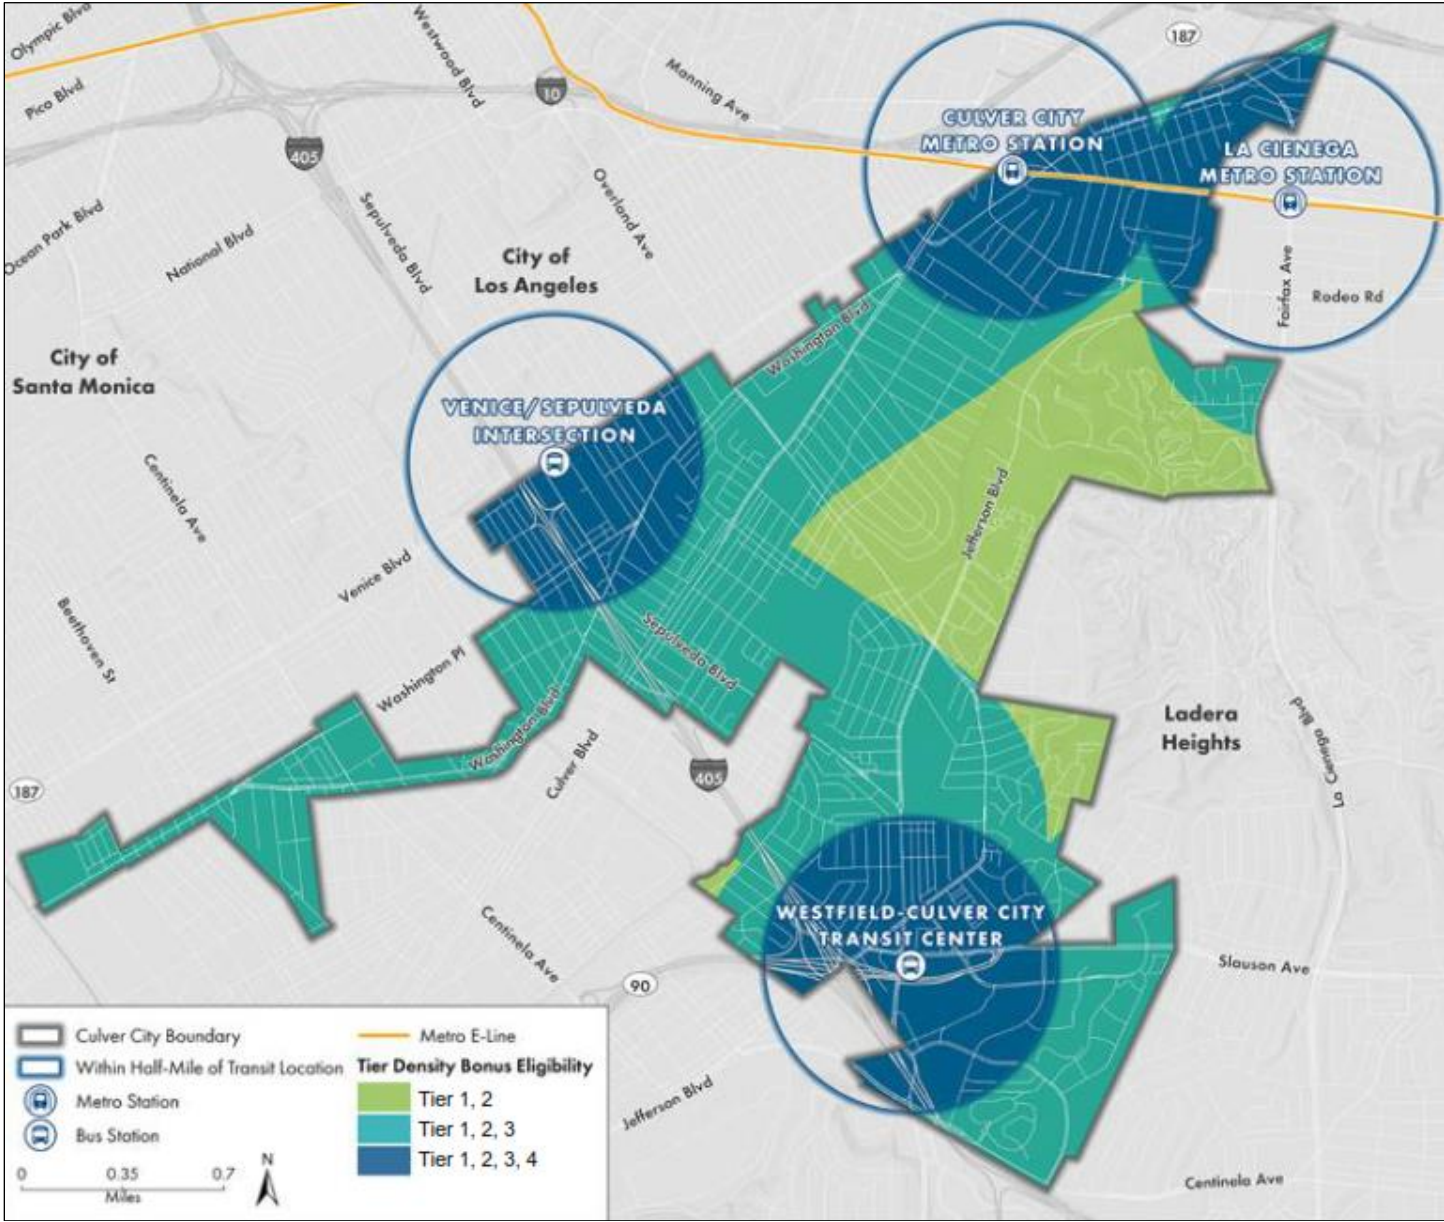 Olympic Blvd
Pico Blvd
Westwood Blvd
10
Manning Ave
187
405
CULVER CITY
METRO STATION
LA CIENEGA
METRO STATION
Ocean Park Blvd
National Blvd
Sepulveda Blvd
Overland Ave
City of
Los Angeles
Fairfax Ave
Rodeo Rd
City of
Santa Monica
Washington Blvd
VENICE/SEPULVEDA
INTERSECTION
Centinela Ave
Jefferson Blvd
Venice Blvd
Beethoven St
Sepulveda Blvd
Washington Pl
Washington Blvd
Culver Blvd
Ladera
Heights
La Cienega Blvd
405
187
Centinela Ave
WESTFIELD-CULVER CITY
TRANSIT CENTER
Slauson Ave
90
Jefferson Blvd
Centinela Ave
Culver City Boundary
Within Half-Mile of Transit Location
Metro Station
Bus Station
Metro E-Line
Tier Density Bonus Eligibility
Tier 1, 2
Tier 1, 2, 3
Tier 1, 2, 3, 4
0 0.35 0.7
Miles
N